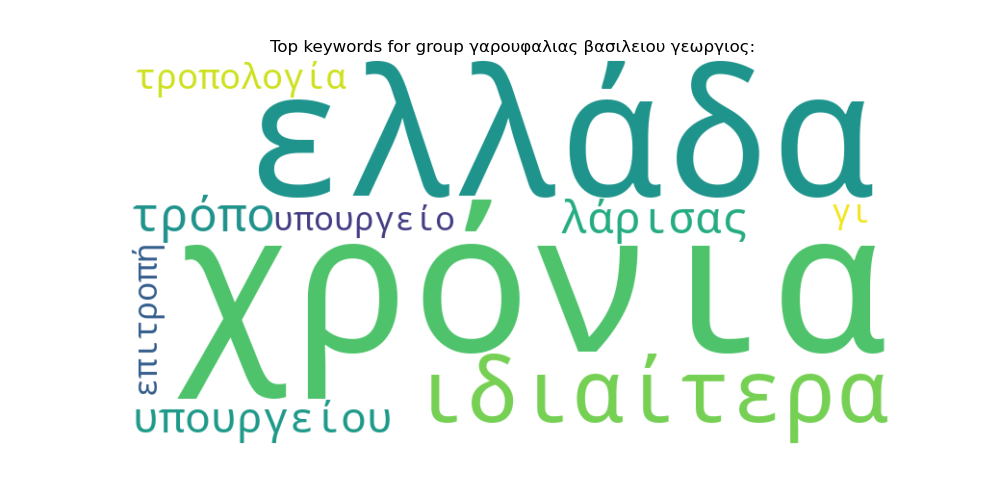 Top keywords for group γαρουφαλιας βασιλειου γεωργιος:
τροπολογία
ελλάδα
τρόπο
υπουργείο
λάρισας
γι
επιτροπή
χρόνια
ιδιαίτερα
υπουργείου